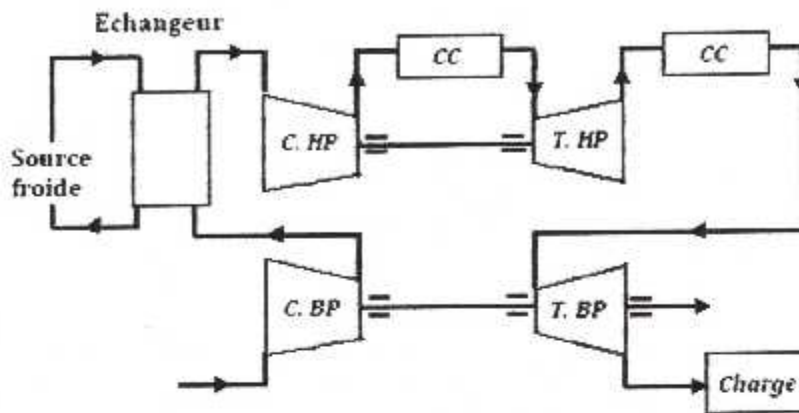 Echangeur
CC
CC
C. HP
T. HP
Source
froide
C. BP
T. BP
Charge